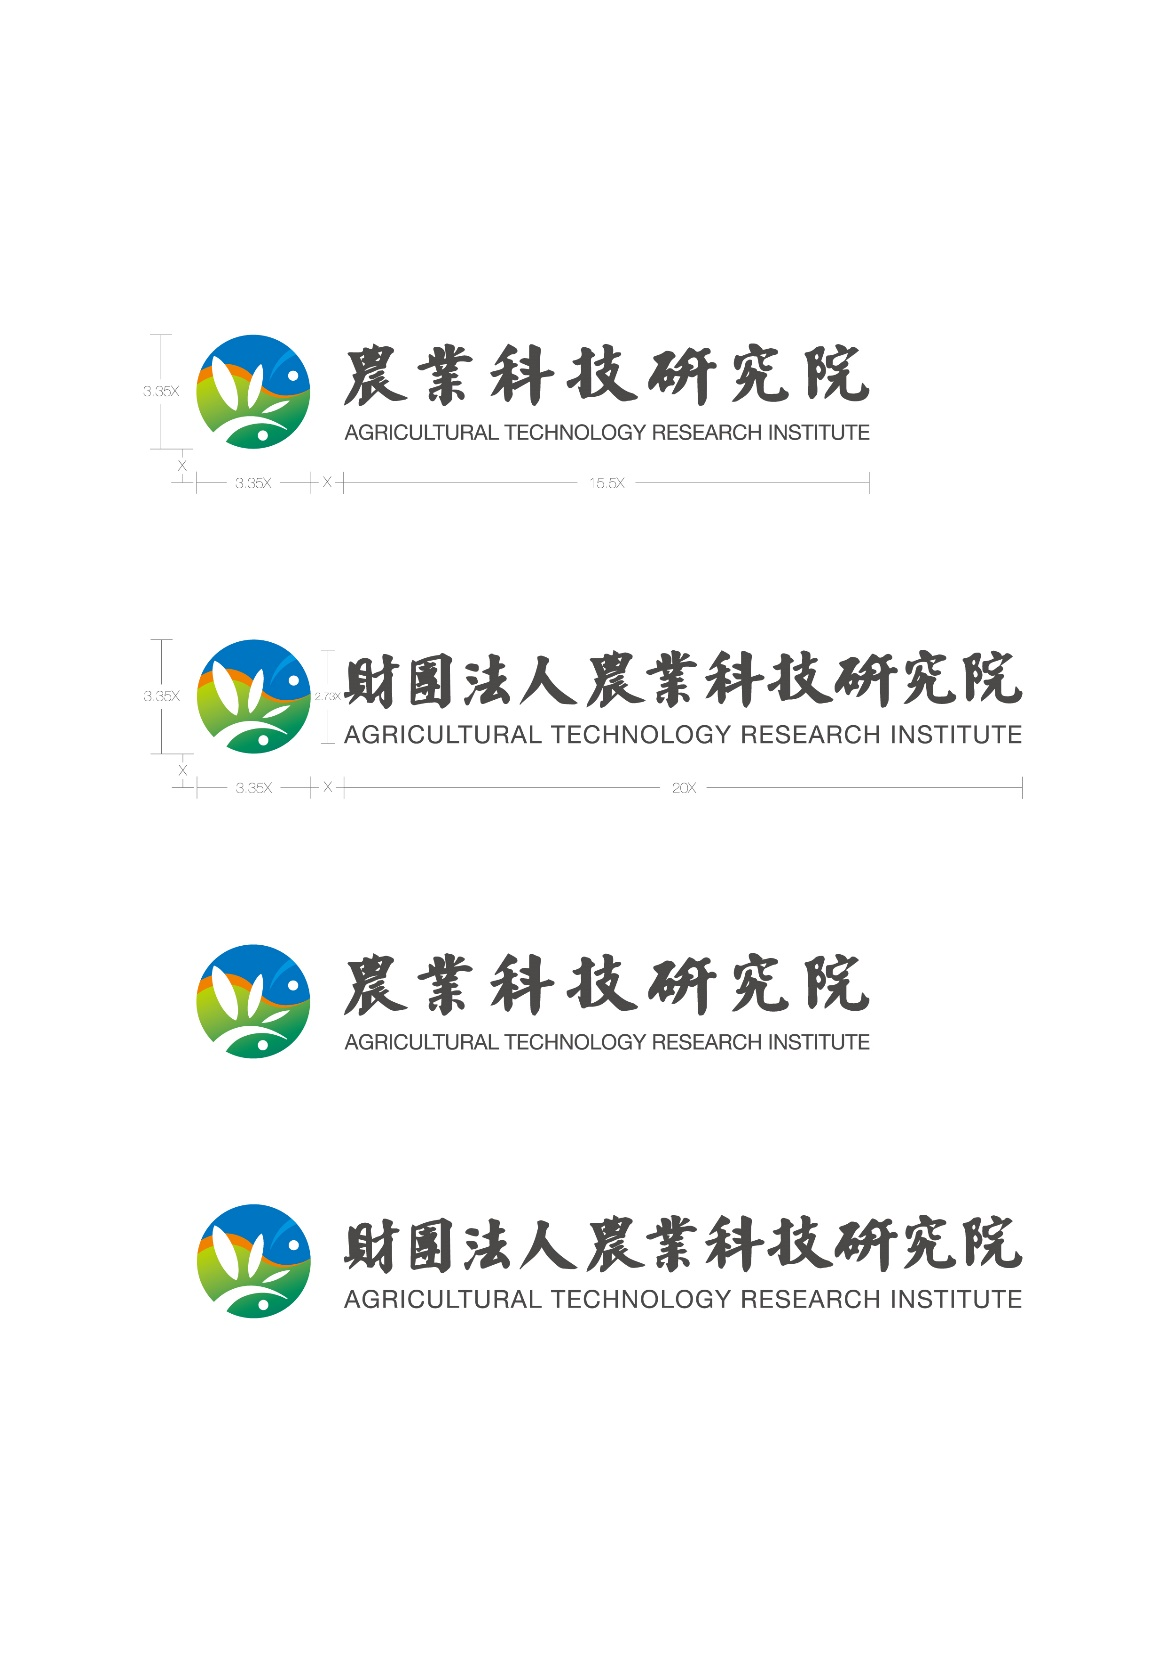 農業科技研究院
3.35X
AGRICULTURAL TECHNOLOGY RESEARCH INSTITUTE
X
3.35X X 15.5X
財團法人農業科技研究院
3.35X 2.73X
AGRICULTURAL TECHNOLOGY RESEARCH INSTITUTE
X
3.35X X 20X
農業科技研究院
AGRICULTURAL TECHNOLOGY RESEARCH INSTITUTE
財團法人農業科技研究院
AGRICULTURAL TECHNOLOGY RESEARCH INSTITUTE